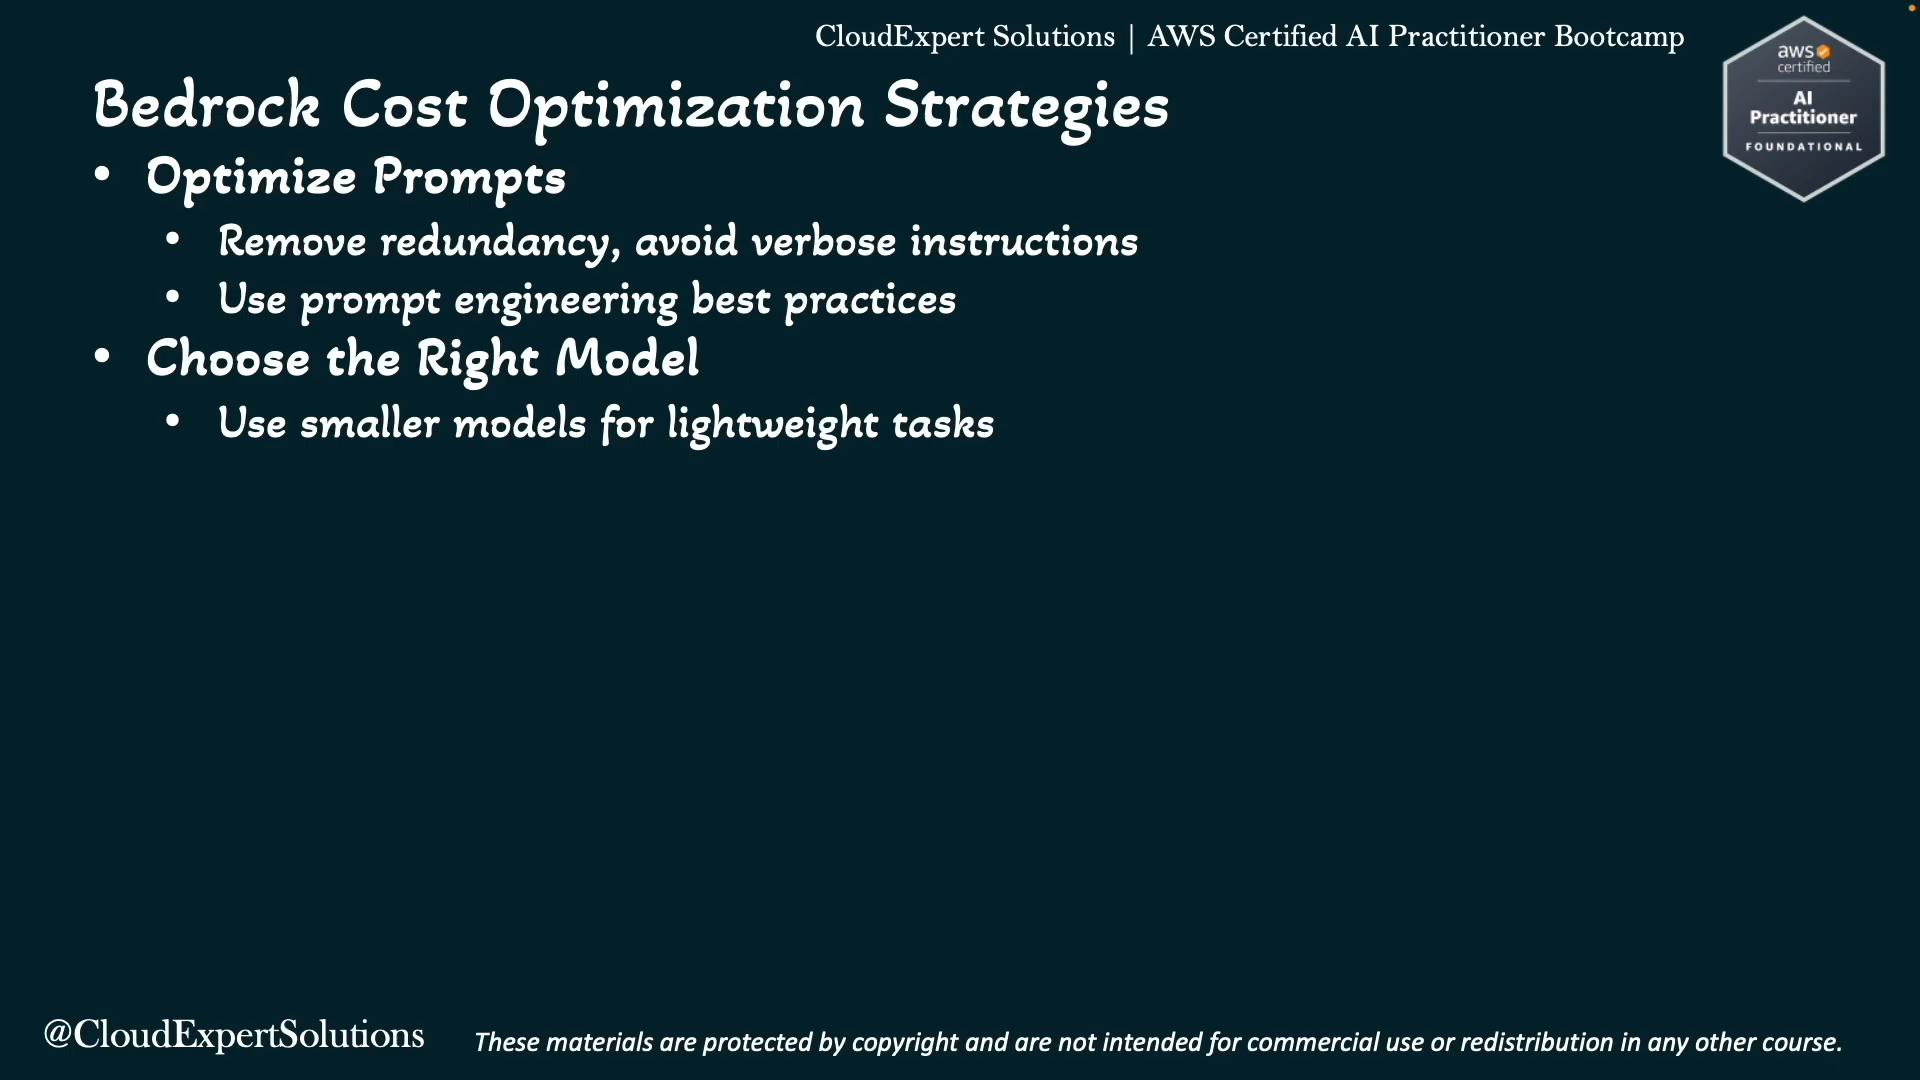 CloudExpert Solutions | AWS Certified AI Practitioner Bootcamp
aws
certified
AI
Practitioner
FOUNDATIONAL
Bedrock Cost Optimization Strategies
• Optimize Prompts
• Remove redundancy, avoid verbose instructions
• Use prompt engineering best practices
• Choose the Right Model
• Use smaller models for lightweight tasks
@CloudExpertSolutions
These materials are protected by copyright and are not intended for commercial use or redistribution in any other course.